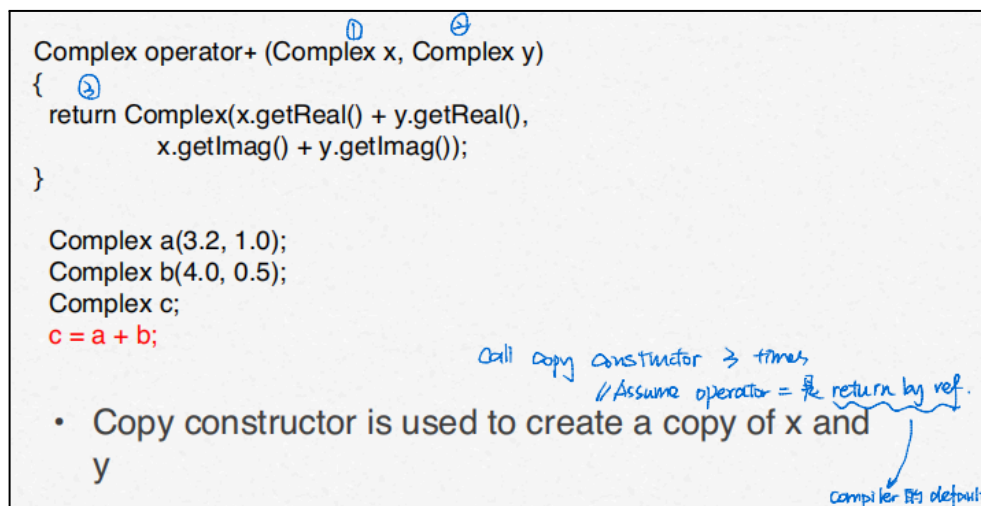 ① ②
Complex operator+ (Complex x, Complex y)
{ ③
return Complex(x.getReal() + y.getReal(),
x.getImag() + y.getImag());
}
Complex a(3.2, 1.0);
Complex b(4.0, 0.5);
Complex c;
c = a + b;
Call copy constructor 3 times
//Assume operator = 是 return by ref.
• Copy constructor is used to create a copy of x and
y
compiler 的 default